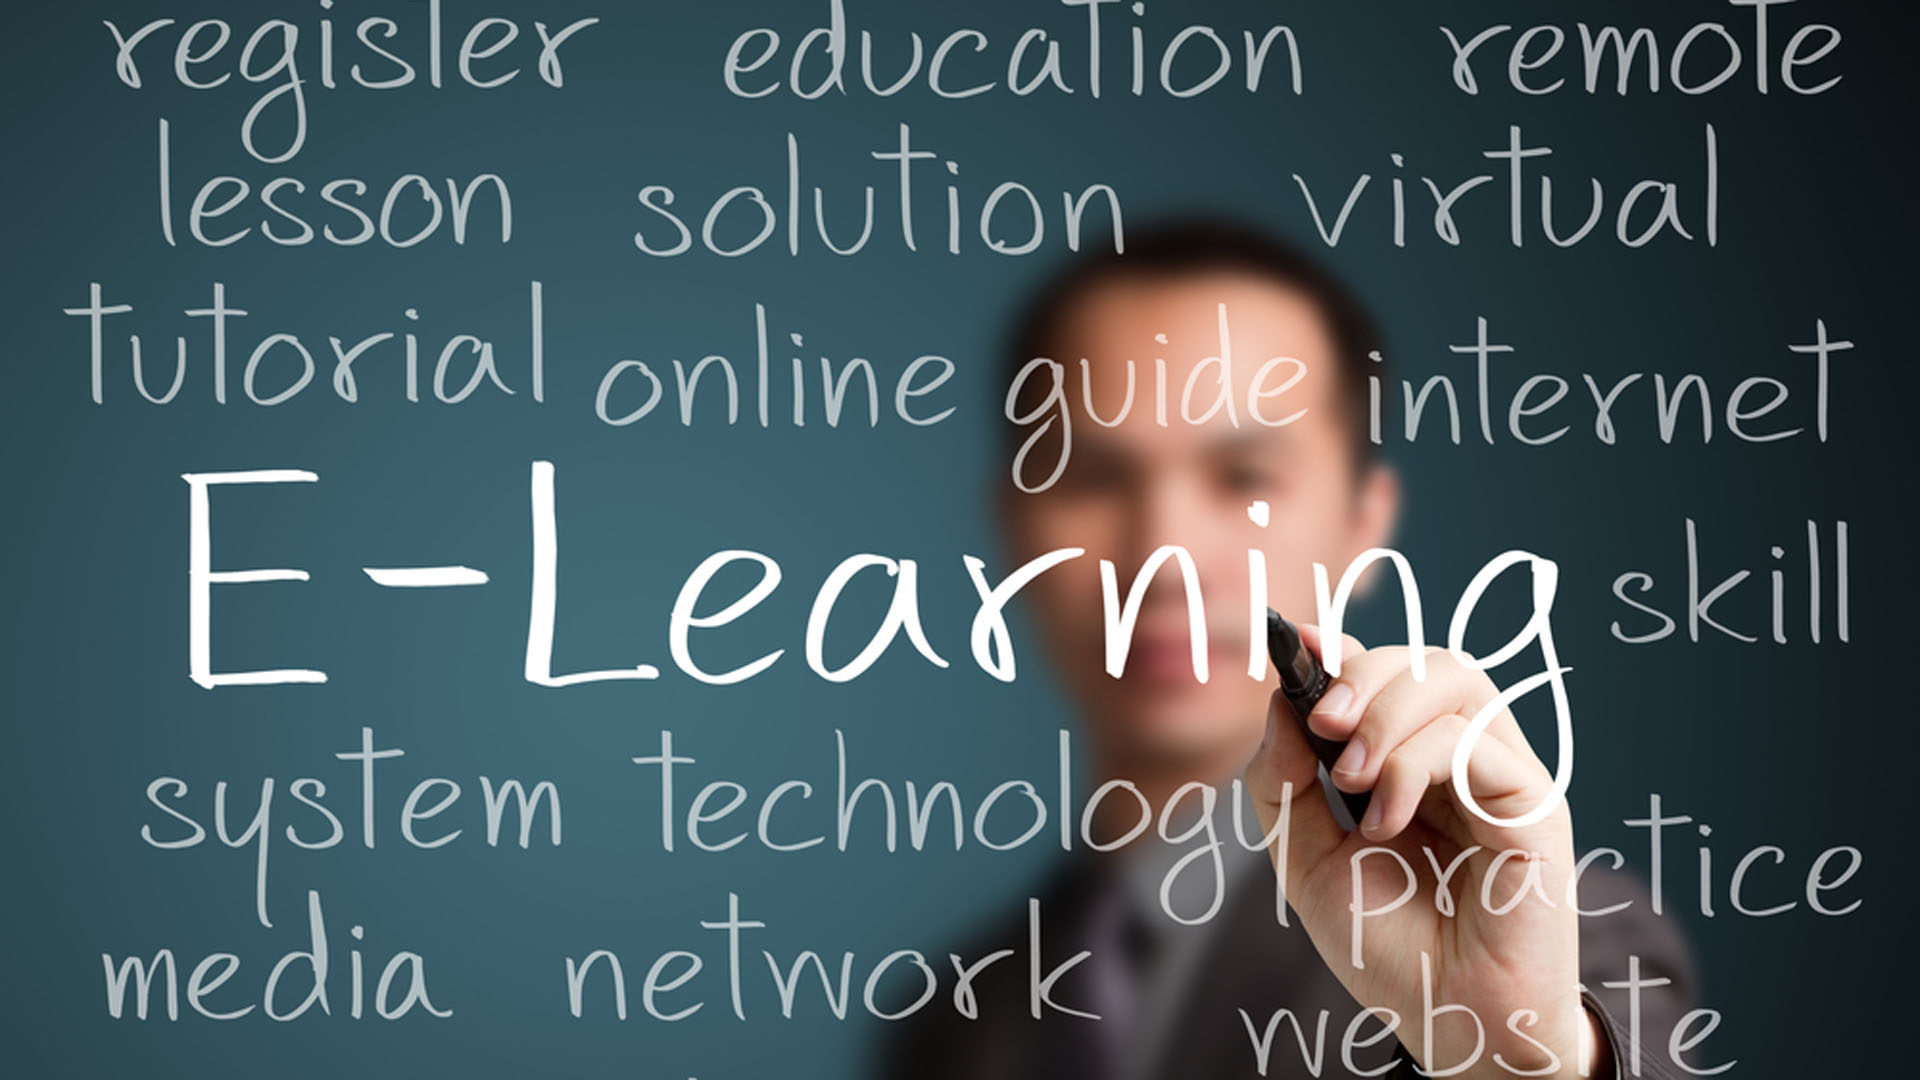 register education remote
lesson solution virtual
tutorial online guide internet
E-Learning skill
system technology practice
media network website